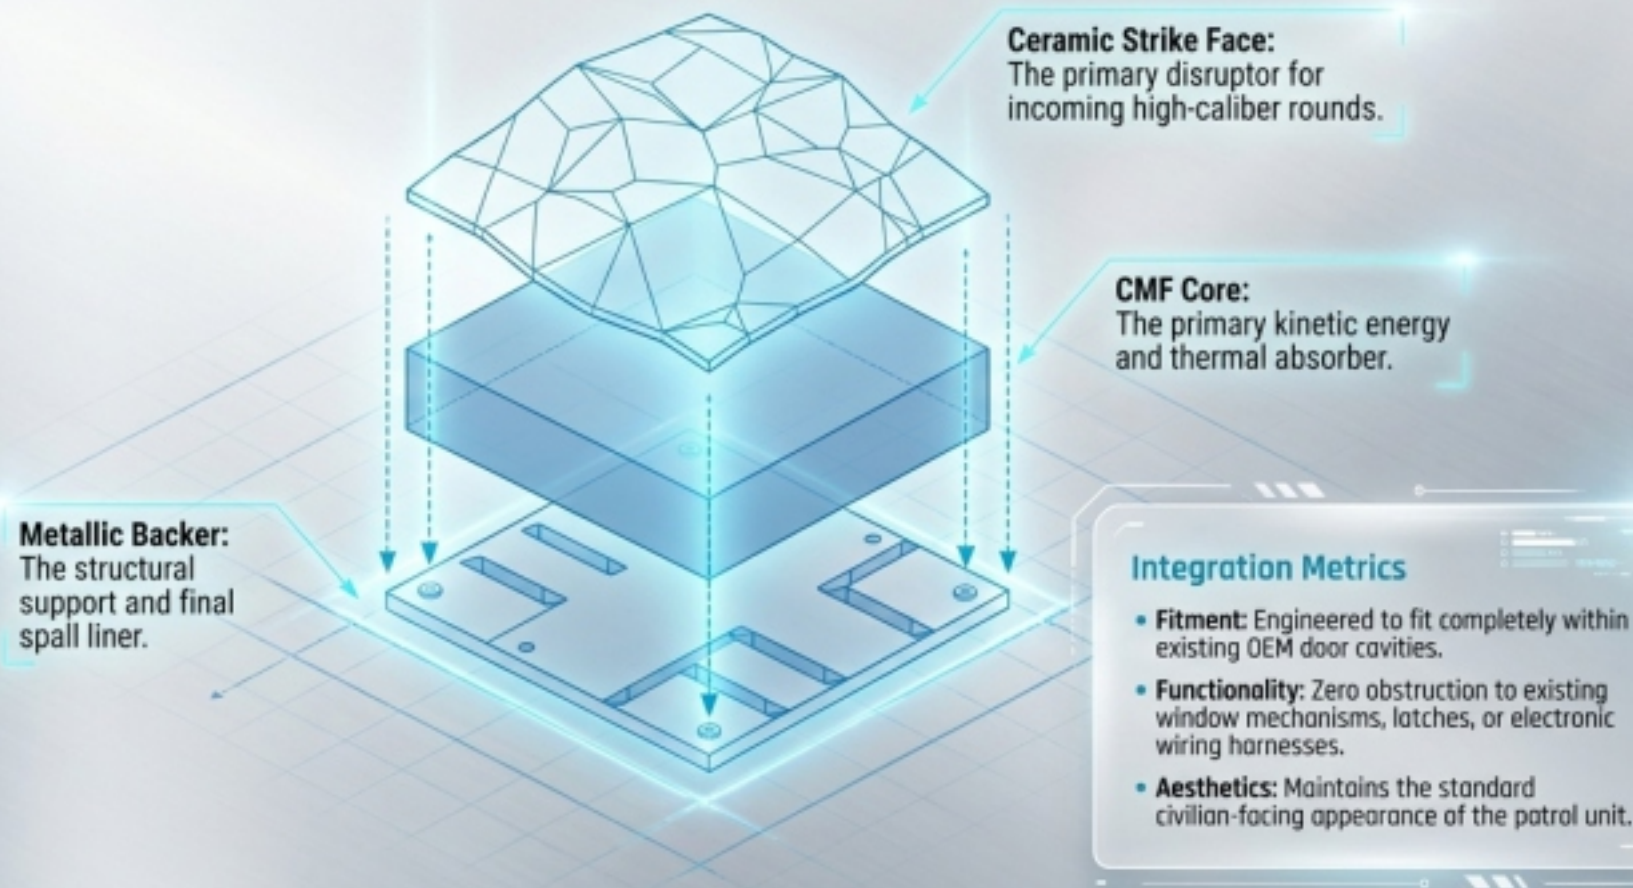 Ceramic Strike Face:
The primary disruptor for
incoming high-caliber rounds.
CMF Core:
The primary kinetic energy
and thermal absorber.
Metallic Backer:
The structural
support and final
spall liner.
Integration Metrics
• Fitment: Engineered to fit completely within
existing OEM door cavities.
• Functionality: Zero obstruction to existing
window mechanisms, latches, or electronic
wiring harnesses.
• Aesthetics: Maintains the standard
civilian-facing appearance of the patrol unit.